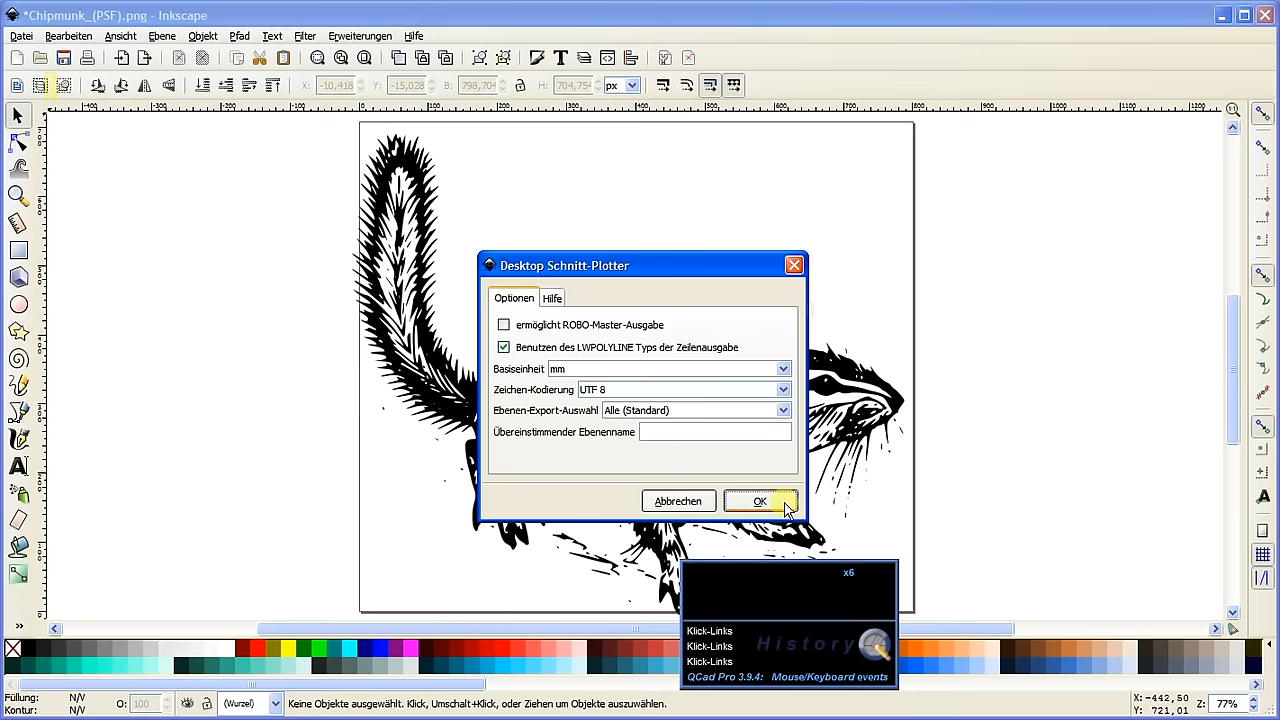 *Chipmunk_(PSF).png - Inkscape
Datei Bearbeiten Ansicht Ebene Objekt Pfad Text Filter Erweiterungen Hilfe
X: -10,418 Y: -15,028 B: 798,704 H: 704,754 px
Desktop Schnitt-Plotter
Optionen Hilfe
ermöglicht ROBO-Master-Ausgabe
Benutzen des LWPOLYLINE Typs der Zeilenausgabe
Basiseinheit mm
Zeichen-Kodierung UTF 8
Ebenen-Export-Auswahl Alle (Standard)
Übereinstimmender Ebenenname
Abbrechen OK
x6
Klick-Links
Klick-Links
Klick-Links
History
QCad Pro 3.9.4: Mouse/Keyboard events
Füllung: N/V
Kontur: N/V
O: 100
(Wurzel)
Keine Objekte ausgewählt. Klick, Umschalt+Klick, oder Ziehen um Objekte auszuwählen.
X: -442,50
Y: 721,01
Z: 77%